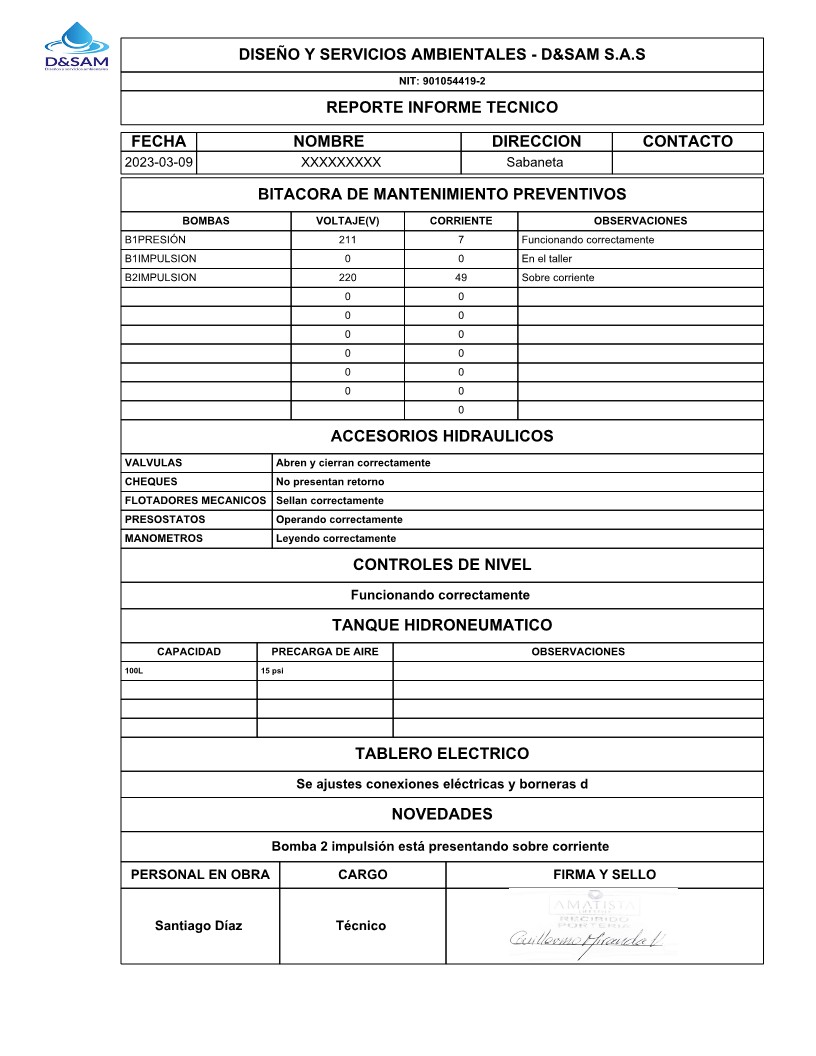 D&SAM
DISEÑO Y SERVICIOS AMBIENTALES - D&SAM S.A.S
NIT: 901054419-2
REPORTE INFORME TECNICO
FECHA NOMBRE DIRECCION CONTACTO
2023-03-09 XXXXXXXXX Sabaneta
BITACORA DE MANTENIMIENTO PREVENTIVOS
BOMBAS VOLTAJE(V) CORRIENTE OBSERVACIONES
B1PRESIÓN 211 7 Funcionando correctamente
B1IMPULSION 0 0 En el taller
B2IMPULSION 220 49 Sobre corriente
0 0
0 0
0 0
0 0
0 0
0 0
0
ACCESORIOS HIDRAULICOS
VALVULAS Abren y cierran correctamente
CHEQUES No presentan retorno
FLOTADORES MECANICOS Sellan correctamente
PRESOSTATOS Operando correctamente
MANOMETROS Leyendo correctamente
CONTROLES DE NIVEL
Funcionando correctamente
TANQUE HIDRONEUMATICO
CAPACIDAD PRECARGA DE AIRE OBSERVACIONES
100L 15 psi
TABLERO ELECTRICO
Se ajustes conexiones eléctricas y borneras d
NOVEDADES
Bomba 2 impulsión está presentando sobre corriente
PERSONAL EN OBRA CARGO FIRMA Y SELLO
Santiago Díaz Técnico
AMATISTA
RECIBIDO
PORTERIA
Guillermo Miranda